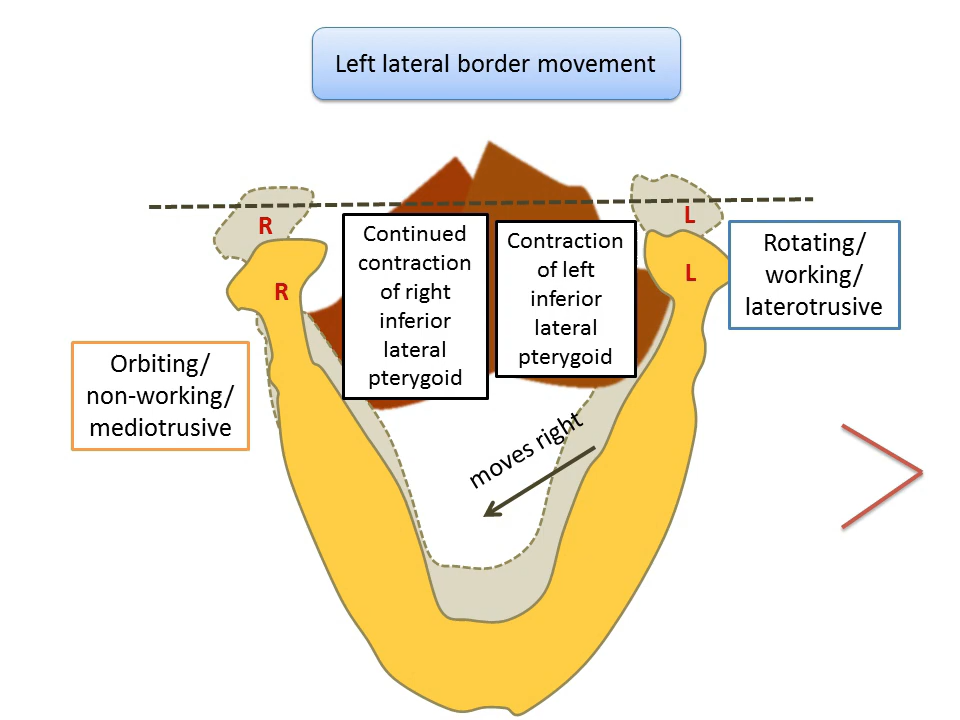 Left lateral border movement
R
L
R
L
Continued
contraction
of right
inferior
lateral
pterygoid
Contraction
of left
inferior
lateral
pterygoid
Rotating/
working/
laterotrusive
Orbiting/
non-working/
mediotrusive
moves right